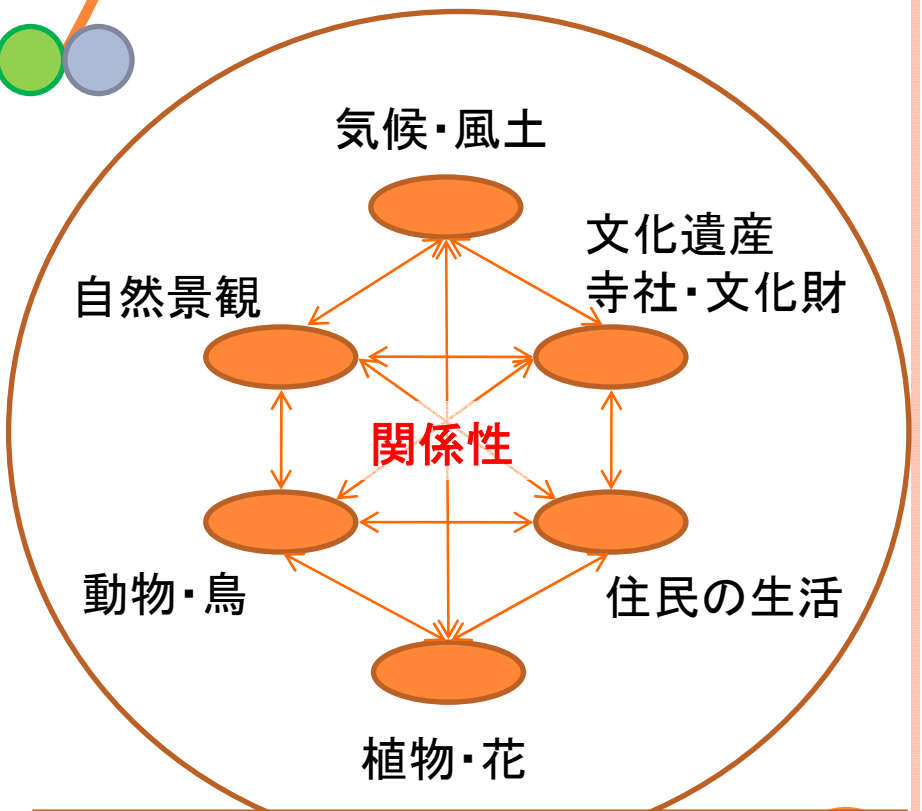 気候・風土
文化遺産
寺社・文化財
自然景観
関係性
動物・鳥
住民の生活
植物・花